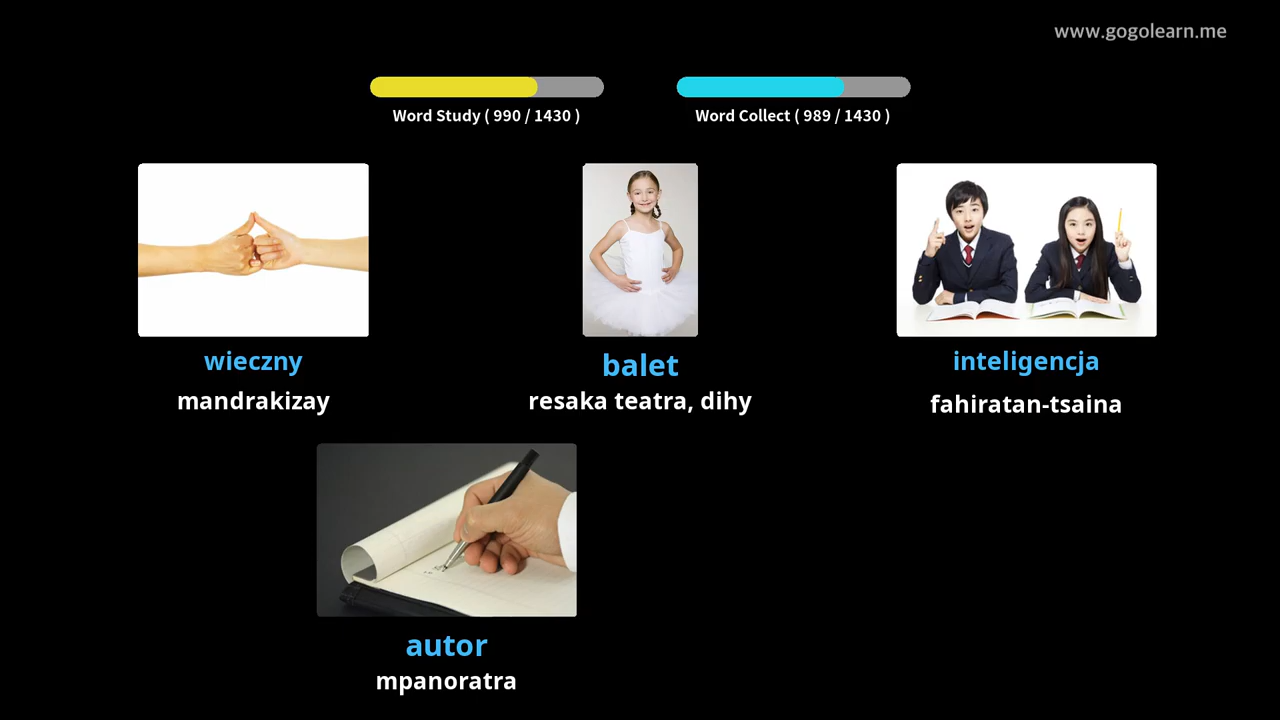 www.gogolearn.me
Word Study ( 990 / 1430 )
Word Collect ( 989 / 1430 )
wieczny
mandrakizay
balet
resaka teatra, dihy
inteligencja
fahiratan-tsaina
autor
mpanoratra